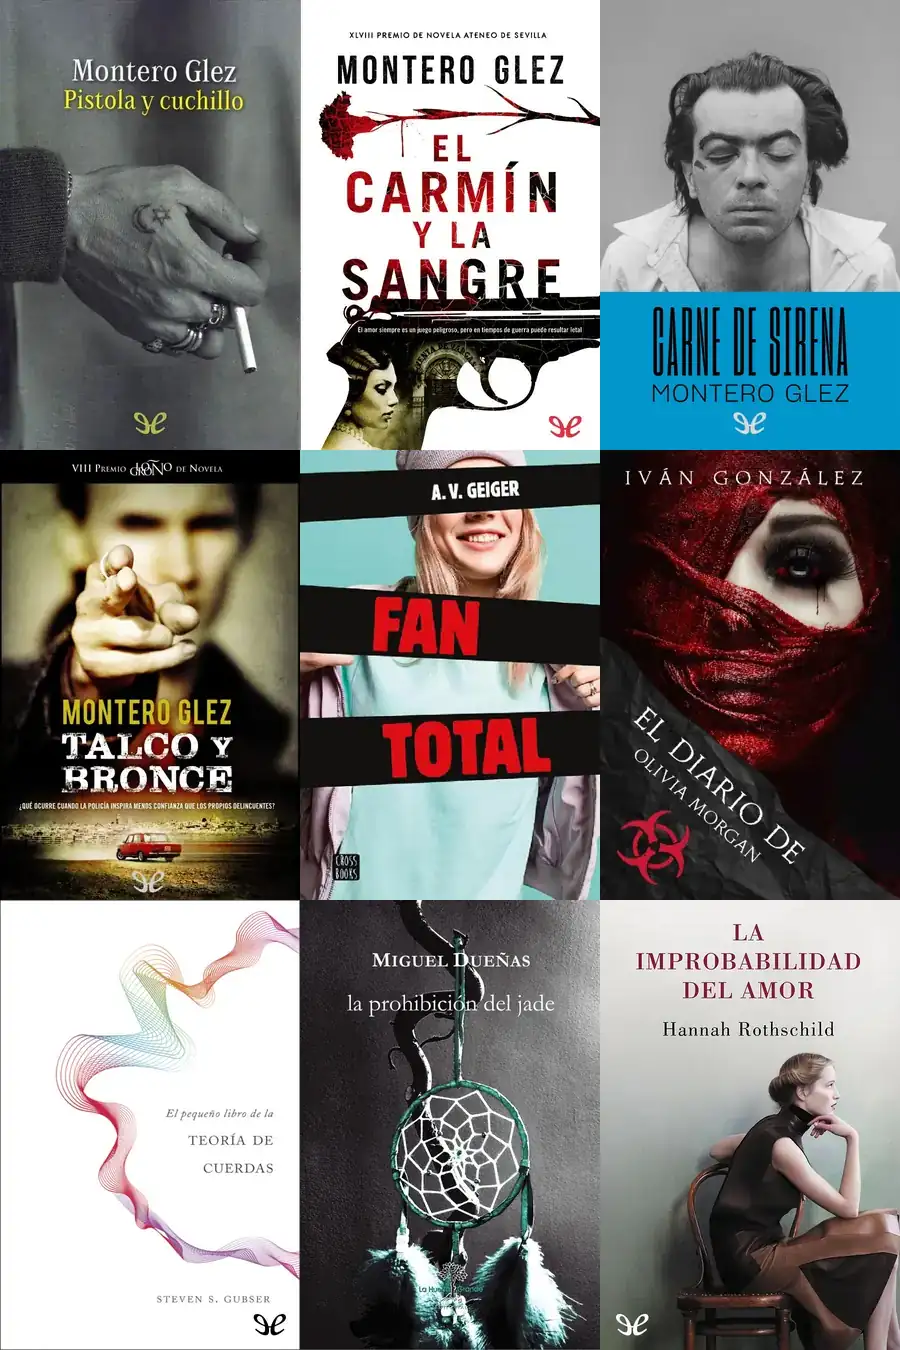 Montero Glez
Pistola y cuchillo
XLVIII PREMIO DE NOVELA ATENEO DE SEVILLA
MONTERO GLEZ
EL
CARMÍN
Y LA
SANGRE
El amor siempre es un juego peligroso, pero en tiempos de guerra puede resultar letal
CARNE DE SIRENA
MONTERO GLEZ
VIII PREMIO LOGROÑO DE NOVELA
MONTERO GLEZ
TALCO Y
BRONCE
¿QUÉ OCURRE CUANDO LA POLICÍA INSPIRA MENOS CONFIANZA QUE LOS PROPIOS DELINCUENTES?
A. V. GEIGER
FAN
TOTAL
CROSS
BOOKS
IVÁN GONZÁLEZ
EL DIARIO DE
OLIVIA MORGAN
El pequeño libro de la
TEORÍA DE
CUERDAS
STEVEN S. GUBSER
MIGUEL DUEÑAS
la prohibición del jade
La Huerta Grande
LA
IMPROBABILIDAD
DEL AMOR
Hannah Rothschild